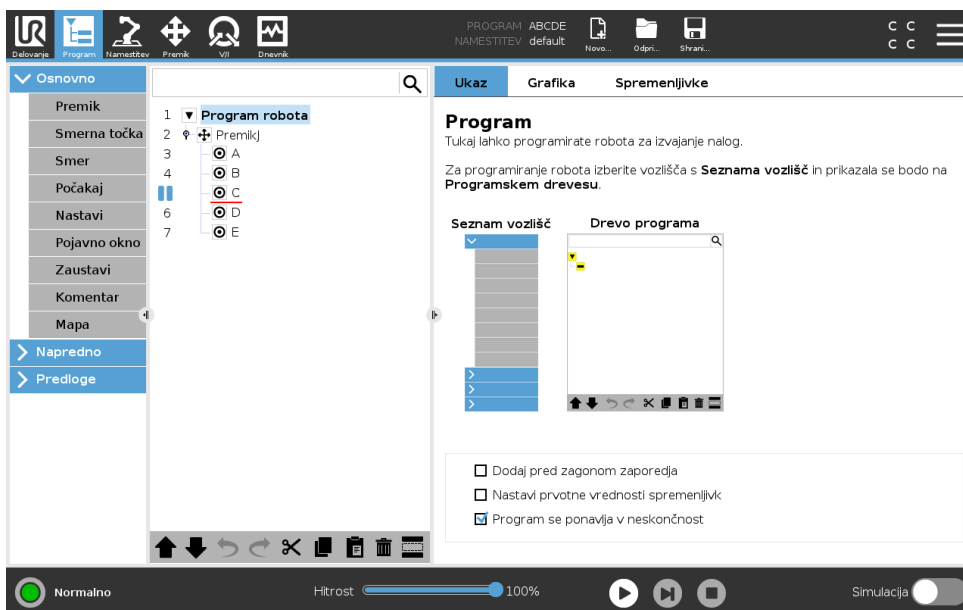 UR
PROGRAM ABCDE
NAMESTITEV default
Delovanje
Program
Namestitev
Premik
V/I
Dnevnik
Novo...
Odpri...
Shrani...
C C
C C
Osnovno
Premik
Smerna točka
Smer
Počakaj
Nastavi
Pojavno okno
Zaustavi
Komentar
Mapa
Napredno
Predloge
1 Program robota
2 PremikJ
3 A
4 B
C
6 D
7 E
Ukaz
Grafika
Spremenljivke
Program
Tukaj lahko programirate robota za izvajanje nalog.
Za programiranje robota izberite vozlišča s Seznama vozlišč in prikazala se bodo na
Programskem drevesu.
Seznam vozlišč
Drevo programa
Dodaj pred zagonom zaporedja
Nastavi prvotne vrednosti spremenljivk
Program se ponavlja v neskončnost
Normalno
Hitrost
100%
Simulacija